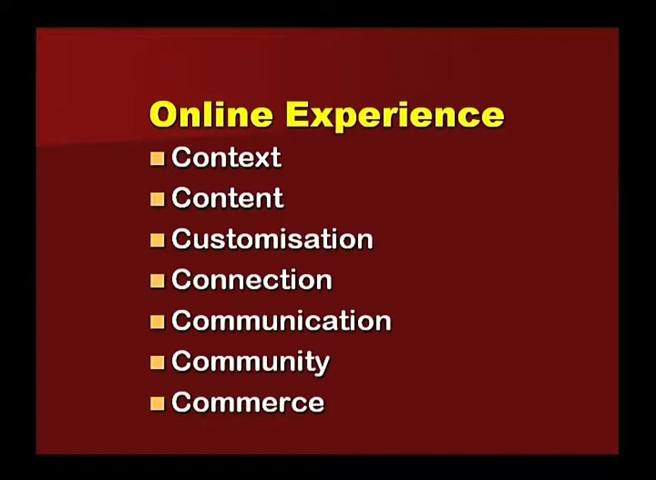 Online Experience
Context
Content
Customisation
Connection
Communication
Community
Commerce